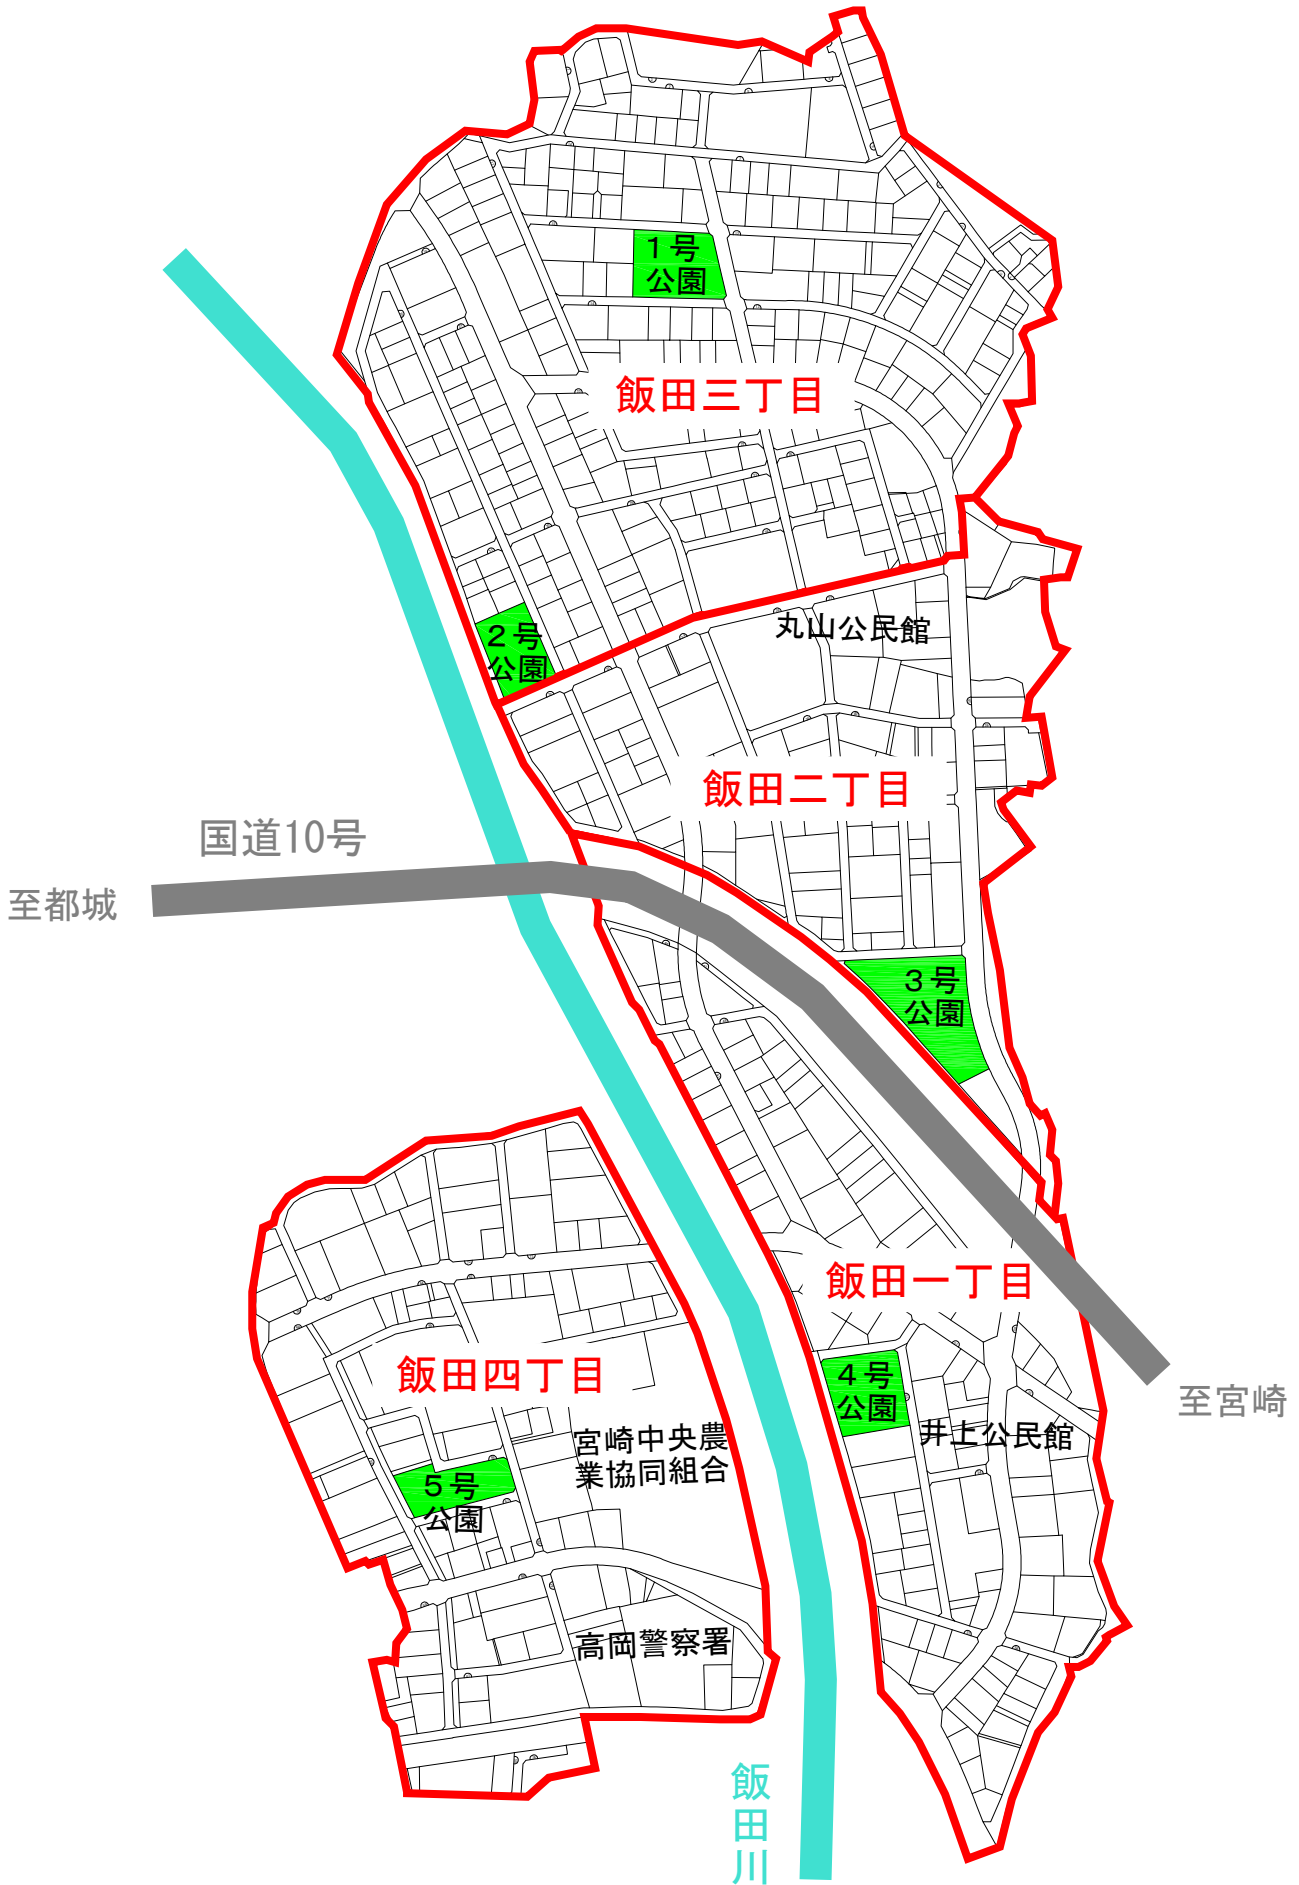 １号
公園
飯田三丁目
２号
公園
丸山公民館
飯田二丁目
国道10号
至都城
３号
公園
飯田一丁目
４号
公園
井上公民館
至宮崎
飯田四丁目
宮崎中央農
業協同組合
５号
公園
高岡警察署
飯田川